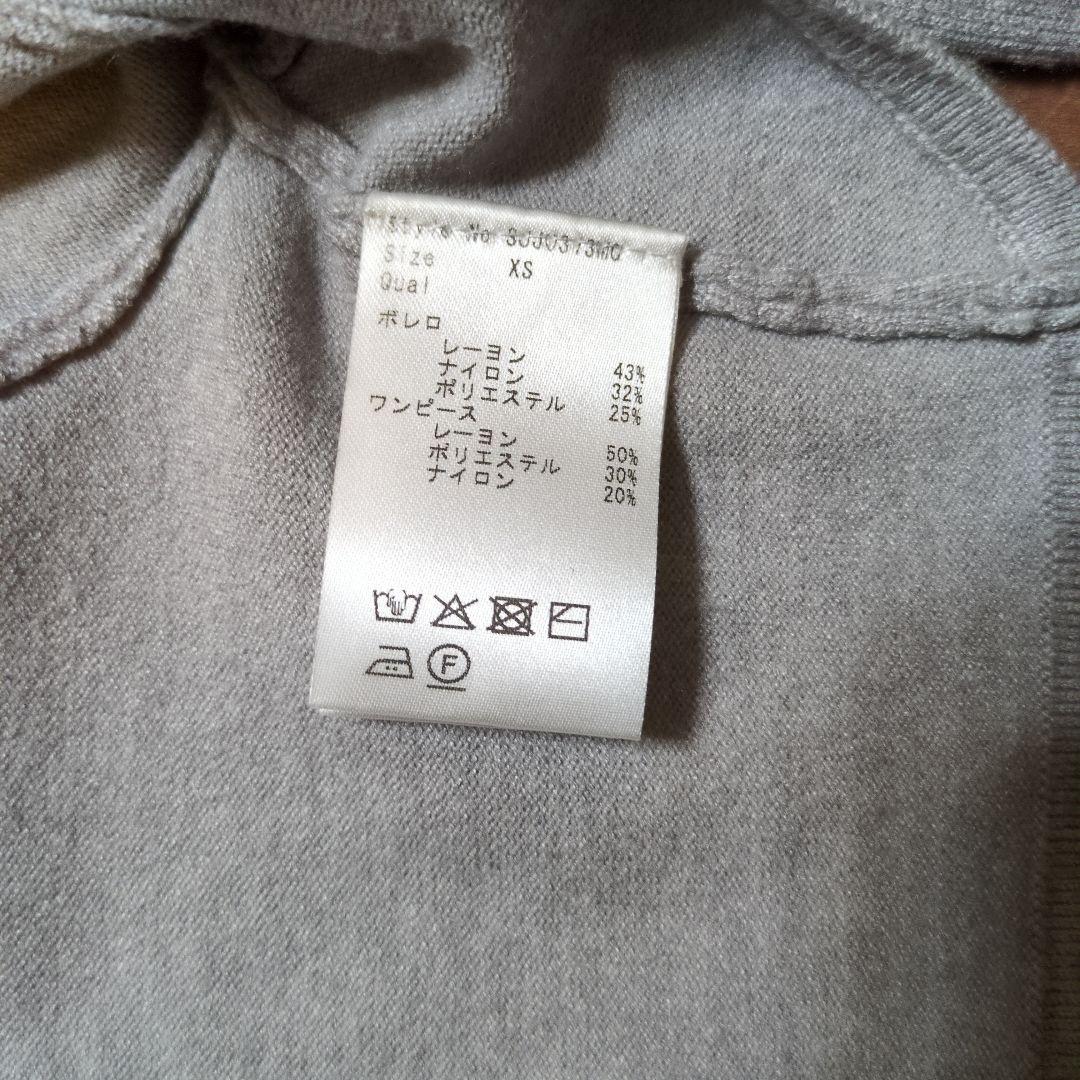 Style No
Size XS
Qual
ボレロ
レーヨン 43%
ナイロン 32%
ポリエステル 25%
ワンピース
レーヨン 50%
ポリエステル 30%
ナイロン 20%
F